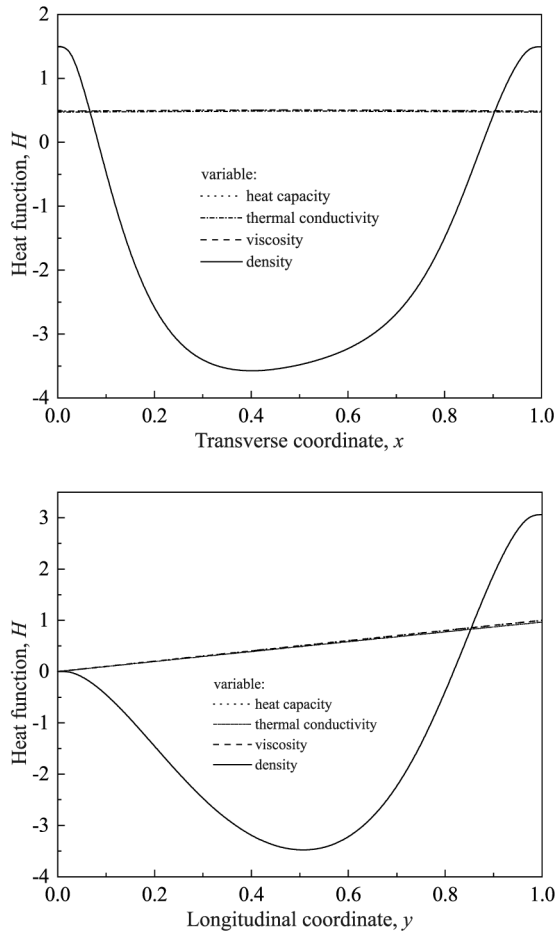 2
1
0
-1
-2
-3
-4
Heat function, H
variable:
heat capacity
thermal conductivity
viscosity
density
0.0 0.2 0.4 0.6 0.8 1.0
Transverse coordinate, x
3
2
1
0
-1
-2
-3
-4
Heat function, H
variable:
heat capacity
thermal conductivity
viscosity
density
0.0 0.2 0.4 0.6 0.8 1.0
Longitudinal coordinate, y